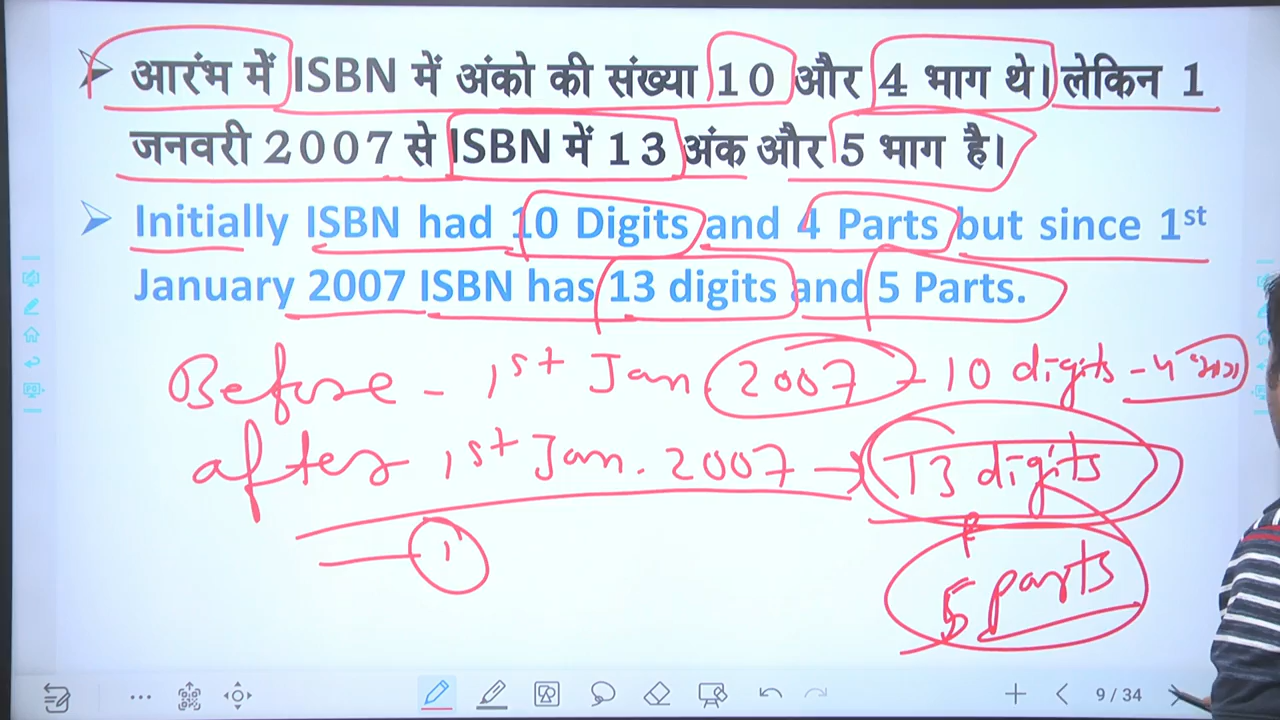 आरंभ में ISBN में अंको की संख्या 10 और 4 भाग थे। लेकिन 1
जनवरी 2007 से ISBN में 13 अंक और 5 भाग है।
Initially ISBN had 10 Digits and 4 Parts but since 1st
January 2007 ISBN has 13 digits and 5 Parts.
Before - 1st Jan. 2007 - 10 digits - 4 भाग
after 1st Jan. 2007 → 13 digits
5 parts
1
9 / 34